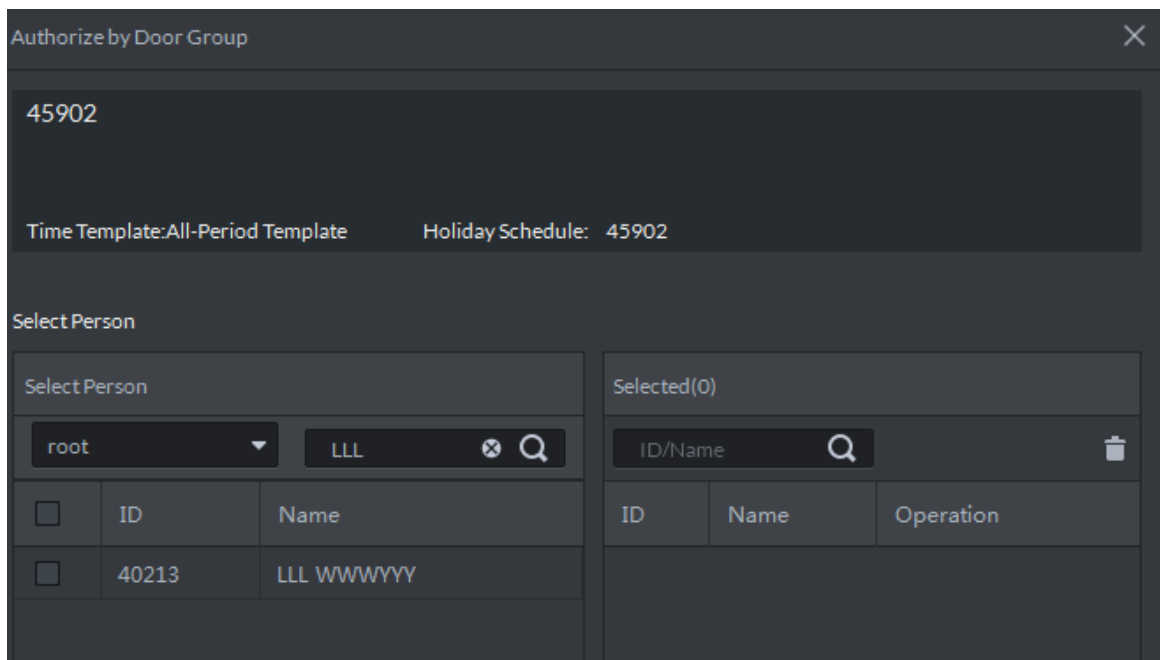 Authorize by Door Group
45902
Time Template:All-Period Template Holiday Schedule: 45902
Select Person
Select Person Selected(0)
root LLL ID/Name
ID Name ID Name Operation
40213 LLL WWWYYY